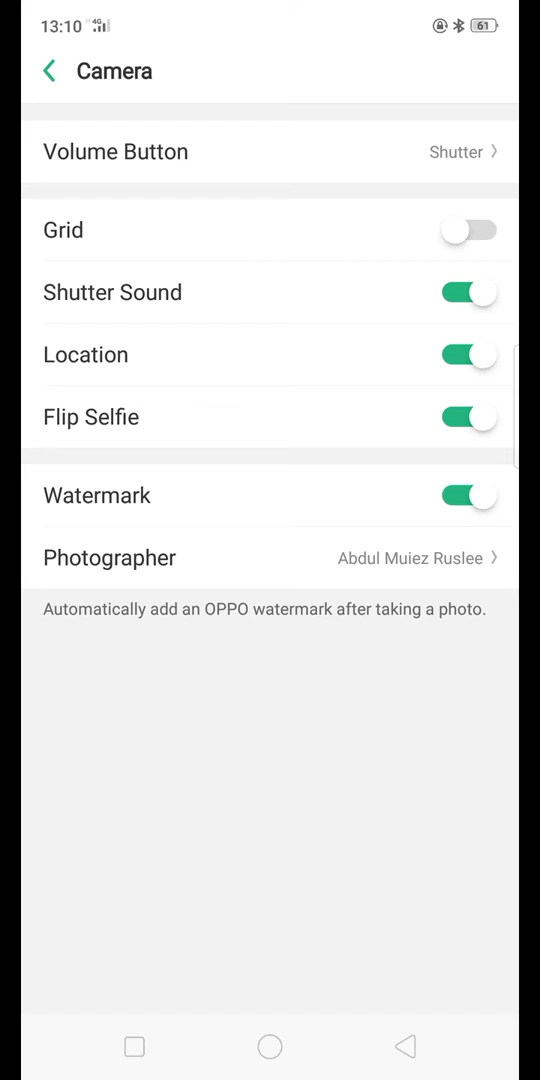 13:10 4G 61
Camera
Volume Button Shutter
Grid
Shutter Sound
Location
Flip Selfie
Watermark
Photographer Abdul Muiez Ruslee
Automatically add an OPPO watermark after taking a photo.